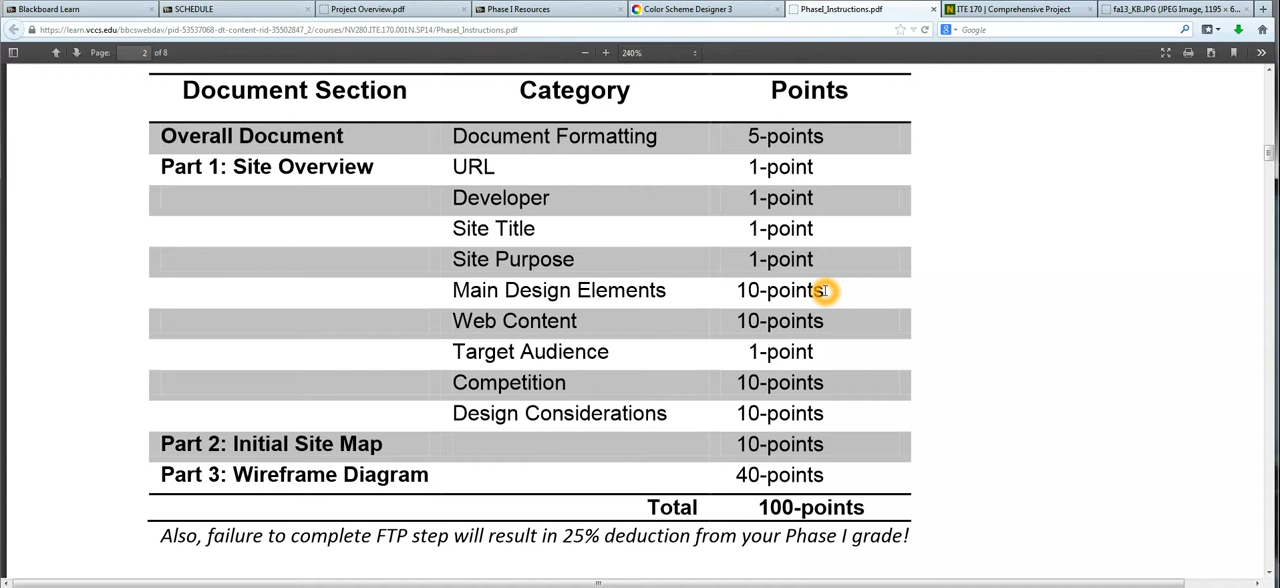 Blackboard Learn
SCHEDULE
Project Overview.pdf
Phase I Resources
Color Scheme Designer 3
PhaseI_Instructions.pdf
ITE 170 | Comprehensive Project
fa13_KB.JPG (JPEG Image, 1195 × 6...
https://learn.vccs.edu/bbcswebdav/pid-53537068-dt-content-rid-35502847_2/courses/NV280.ITE.170.001N.SP14/PhaseI_Instructions.pdf
Google
Page: 2 of 8
240%
Document Section Category Points
Overall Document Document Formatting 5-points
Part 1: Site Overview URL 1-point
Developer 1-point
Site Title 1-point
Site Purpose 1-point
Main Design Elements 10-points
Web Content 10-points
Target Audience 1-point
Competition 10-points
Design Considerations 10-points
Part 2: Initial Site Map 10-points
Part 3: Wireframe Diagram 40-points
Total 100-points
Also, failure to complete FTP step will result in 25% deduction from your Phase I grade!